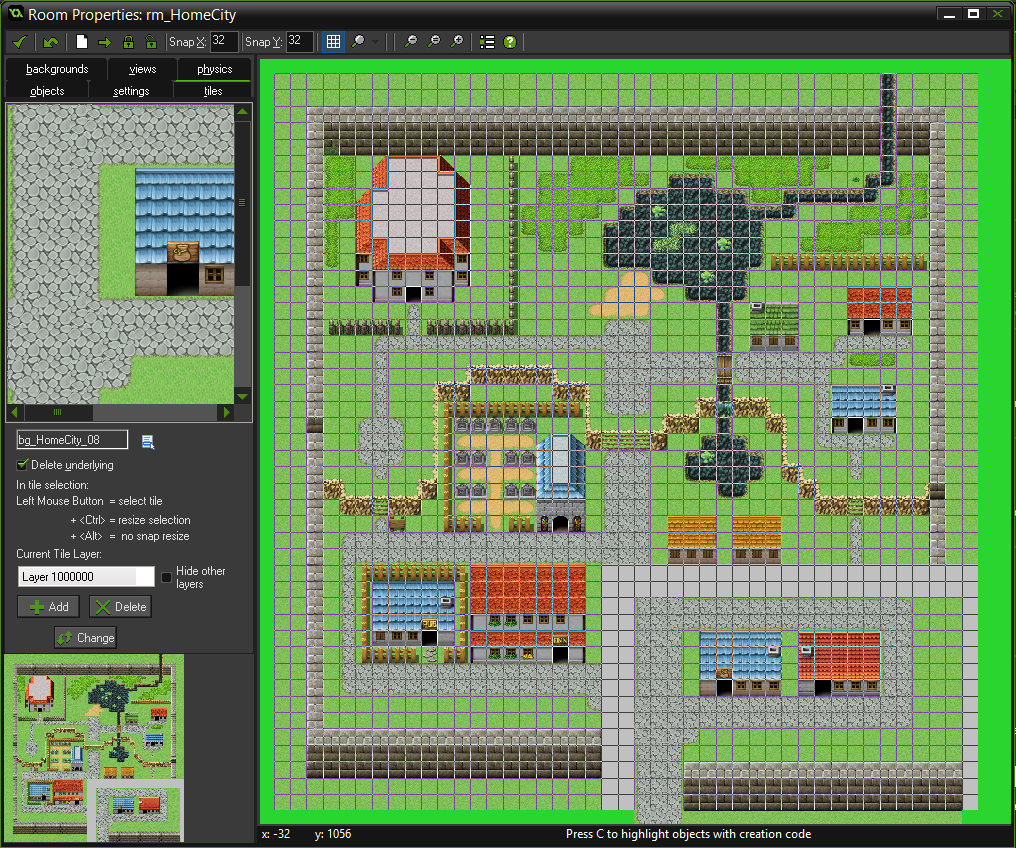 Room Properties: rm_HomeCity
Snap X: 32 Snap Y: 32
backgrounds views physics
objects settings tiles
bg_HomeCity_08
Delete underlying
In tile selection:
Left Mouse Button = select tile
+ <Ctrl> = resize selection
+ <Alt> = no snap resize
Current Tile Layer:
Layer 1000000
Hide other
layers
Add Delete
Change
PUB
INN
x: -32 y: 1056 Press C to highlight objects with creation code